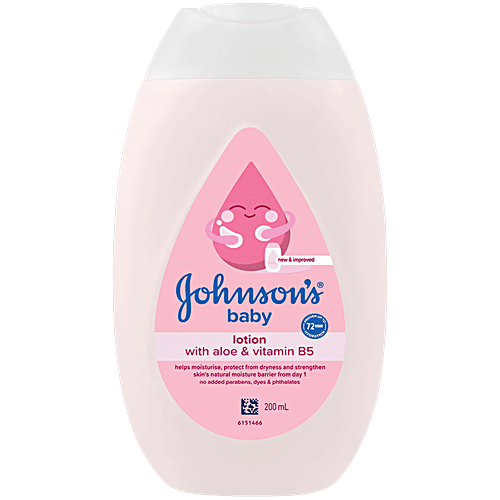 new & improved
Johnson's®
baby
72 HOUR
lotion
with aloe & vitamin B5
helps moisturise, protect from dryness and strengthen
skin's natural moisture barrier from day 1
no added parabens, dyes & phthalates
200 mL
6151466